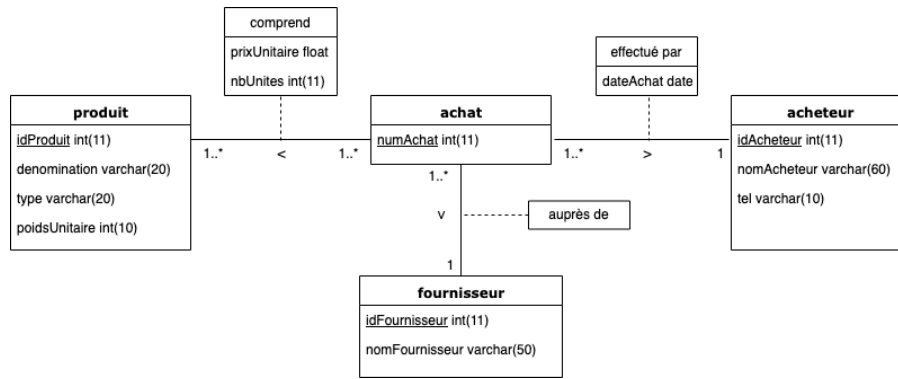 comprend
prixUnitaire float
nbUnites int(11)
effectué par
dateAchat date
produit
idProduit int(11)
denomination varchar(20)
type varchar(20)
poidsUnitaire int(10)
1..*
<
1..*
achat
numAchat int(11)
1..*
>
1
acheteur
idAcheteur int(11)
nomAcheteur varchar(60)
tel varchar(10)
1..*
v
auprès de
1
fournisseur
idFournisseur int(11)
nomFournisseur varchar(50)